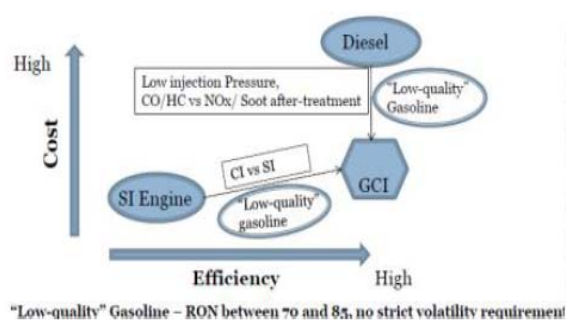 Diesel
High
Low injection Pressure,
CO/HC vs NOx/ Soot after-treatment
"Low-quality"
Gasoline
Cost
CI vs SI
GCI
SI Engine
"Low-quality"
gasoline
Efficiency
High
"Low-quality" Gasoline – RON between 70 and 85, no strict volatility requirement